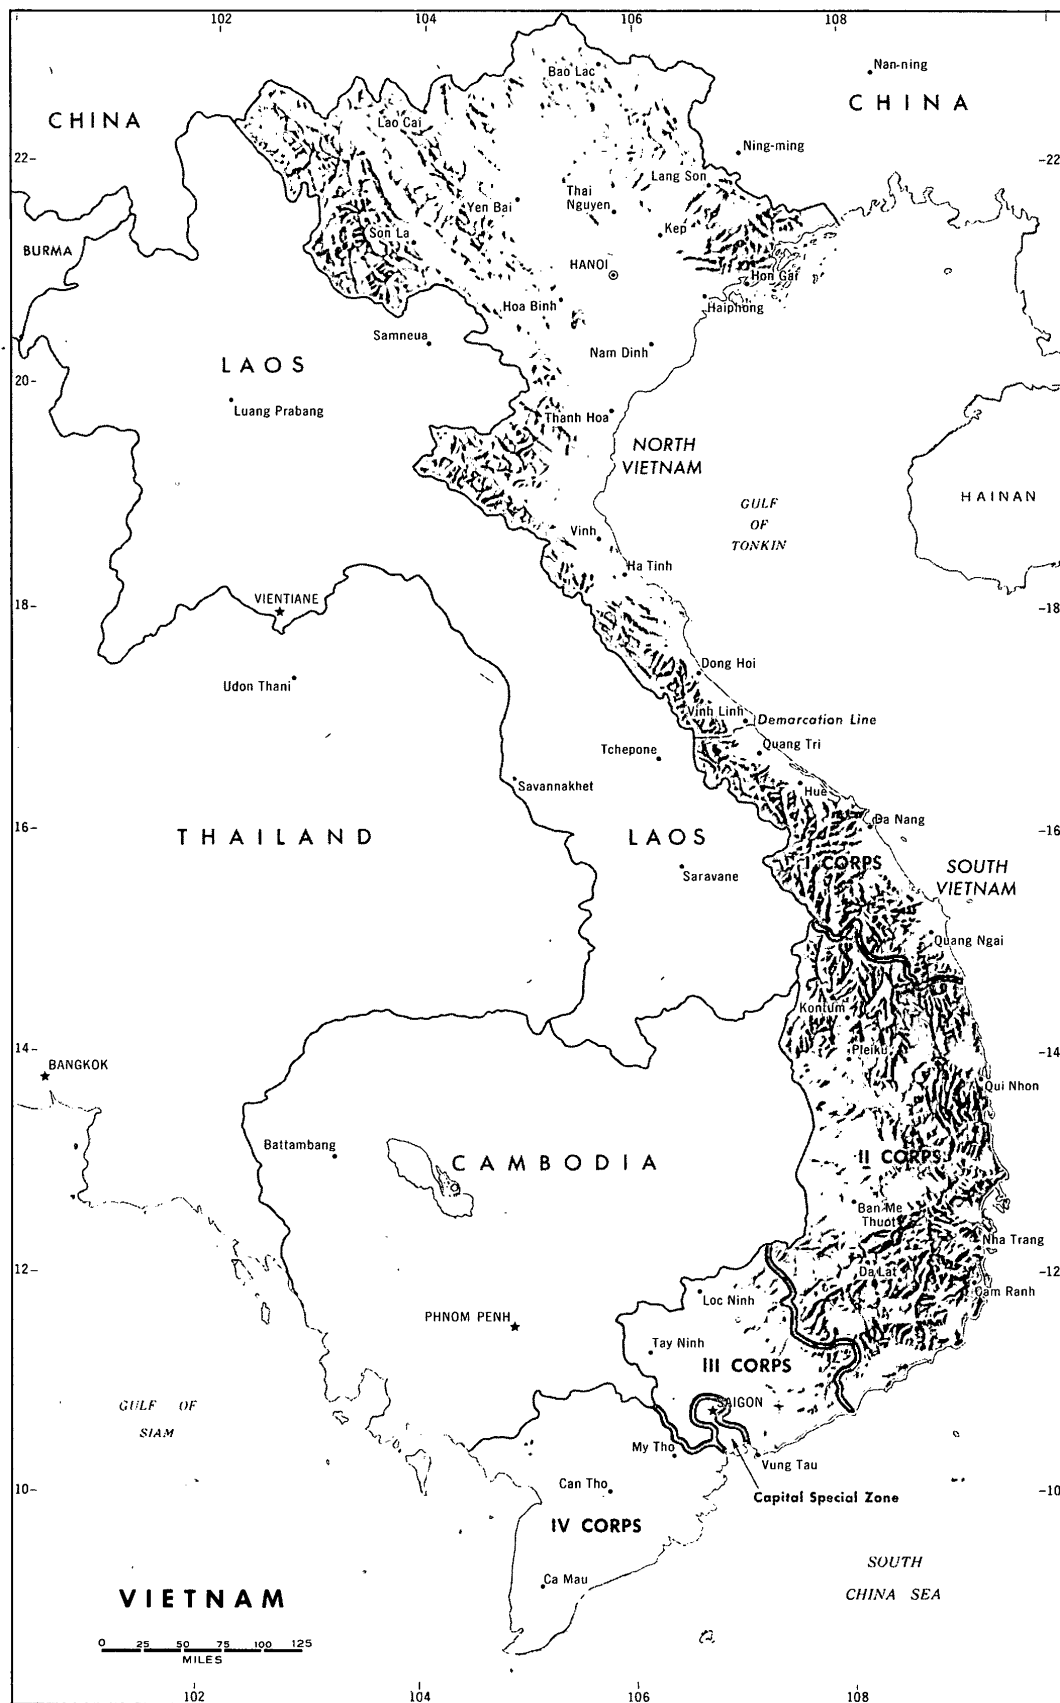 102 104 106 108
Nan-ning
Bao Lac
CHINA
CHINA
Lao Cai
Ning-ming
22- -22
Lang Son
Thai
Nguyen
Yen Bai
Kep
Son La
BURMA
HANOI
Hon Gai
Hoa Binh
Haiphong
Samneua
Nam Dinh
LAOS
20- -20
Luang Prabang
Thanh Hoa
NORTH
VIETNAM
HAINAN
GULF
OF
TONKIN
Vinh
Ha Tinh
VIENTIANE
18- -18
Dong Hoi
Udon Thani
Vinh Linh
Demarcation Line
Quang Tri
Tchepone
Savannakhet
Hue
Da Nang
16- -16
THAILAND
LAOS
I CORPS
SOUTH
VIETNAM
Saravane
Quang Ngai
Kontum
14- -14
Pleiku
BANGKOK
Qui Nhon
Battambang
CAMBODIA
II CORPS
Ban Me
Thuot
Nha Trang
12- -12
Da Lat
Cam Ranh
Loc Ninh
PHNOM PENH
Tay Ninh
III CORPS
SAIGON
GULF OF
SIAM
My Tho
Vung Tau
Can Tho
10- -10
Capital Special Zone
IV CORPS
SOUTH
CHINA SEA
Ca Mau
VIETNAM
0 25 50 75 100 125
MILES
102 104 106 108